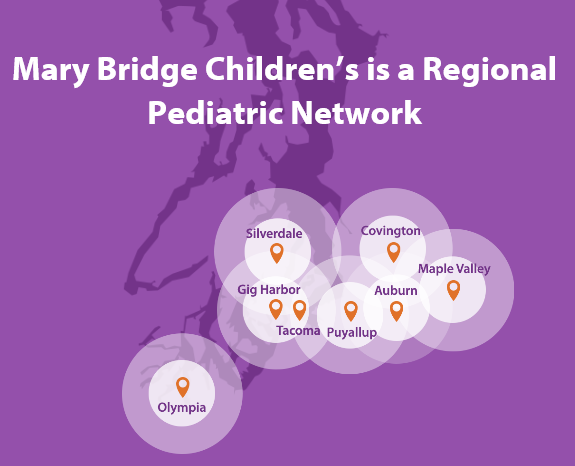 Mary Bridge Children’s is a Regional
Pediatric Network
Silverdale
Covington
Maple Valley
Gig Harbor
Auburn
Tacoma
Puyallup
Olympia